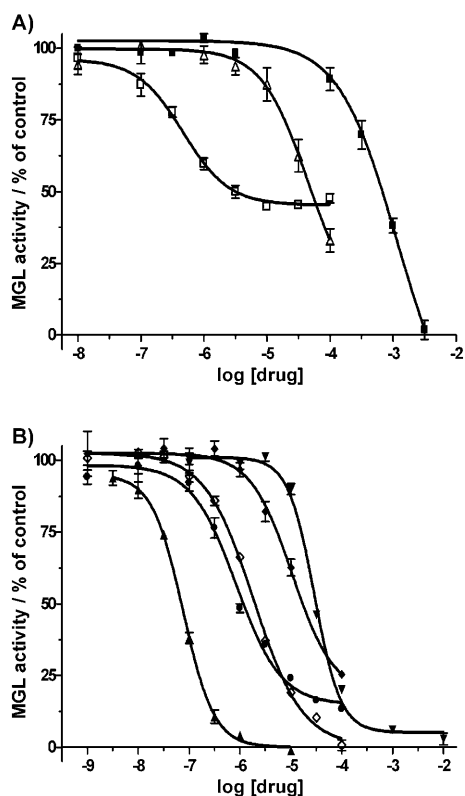 A)
100
75
50
25
0
MGL activity / % of control
-8 -7 -6 -5 -4 -3 -2
log [drug]
B)
100
75
50
25
0
MGL activity / % of control
-9 -8 -7 -6 -5 -4 -3 -2
log [drug]